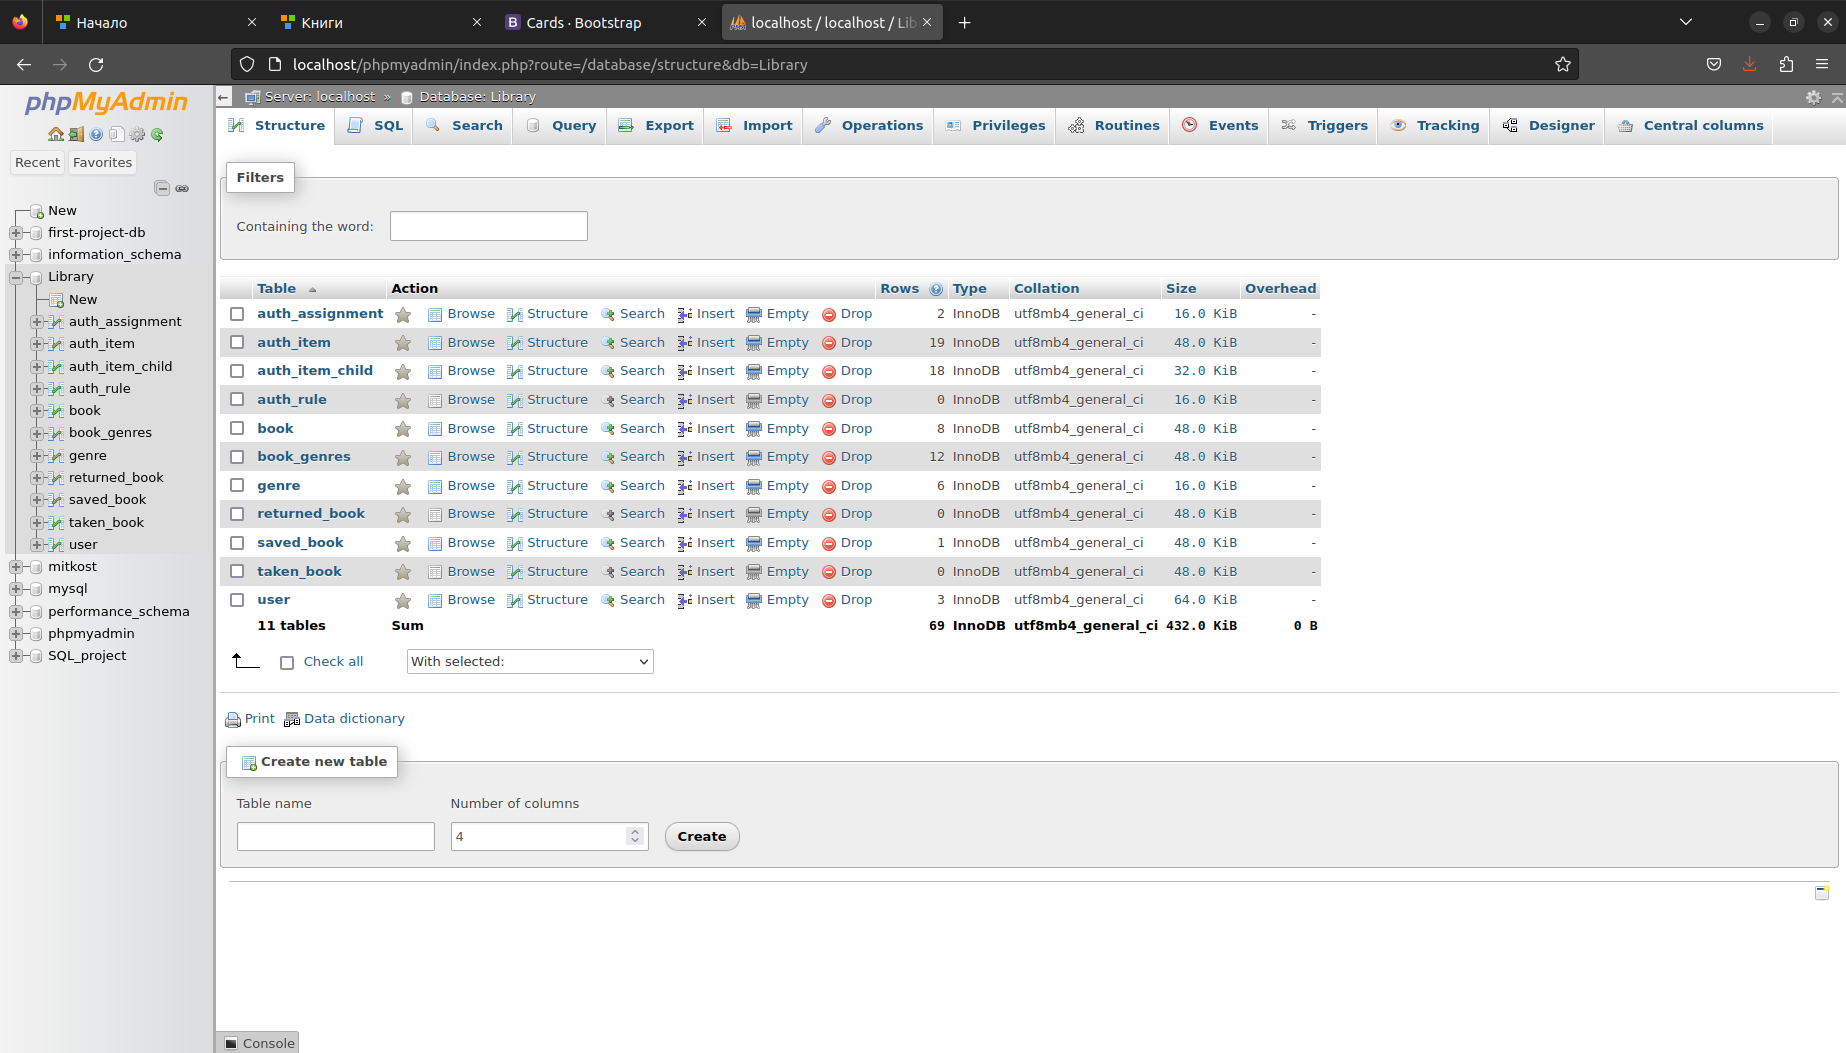 Начало
Книги
B Cards · Bootstrap
localhost / localhost / Lib
localhost/phpmyadmin/index.php?route=/database/structure&db=Library
phpMyAdmin
Recent Favorites
New
first-project-db
information_schema
Library
New
auth_assignment
auth_item
auth_item_child
auth_rule
book
book_genres
genre
returned_book
saved_book
taken_book
user
mitkost
mysql
performance_schema
phpmyadmin
SQL_project
Server: localhost » Database: Library
Structure SQL Search Query Export Import Operations Privileges Routines Events Triggers Tracking Designer Central columns
Filters
Containing the word:
Table Action Rows Type Collation Size Overhead
auth_assignment Browse Structure Search Insert Empty Drop 2 InnoDB utf8mb4_general_ci 16.0 KiB -
auth_item Browse Structure Search Insert Empty Drop 19 InnoDB utf8mb4_general_ci 48.0 KiB -
auth_item_child Browse Structure Search Insert Empty Drop 18 InnoDB utf8mb4_general_ci 32.0 KiB -
auth_rule Browse Structure Search Insert Empty Drop 0 InnoDB utf8mb4_general_ci 16.0 KiB -
book Browse Structure Search Insert Empty Drop 8 InnoDB utf8mb4_general_ci 48.0 KiB -
book_genres Browse Structure Search Insert Empty Drop 12 InnoDB utf8mb4_general_ci 48.0 KiB -
genre Browse Structure Search Insert Empty Drop 6 InnoDB utf8mb4_general_ci 16.0 KiB -
returned_book Browse Structure Search Insert Empty Drop 0 InnoDB utf8mb4_general_ci 48.0 KiB -
saved_book Browse Structure Search Insert Empty Drop 1 InnoDB utf8mb4_general_ci 48.0 KiB -
taken_book Browse Structure Search Insert Empty Drop 0 InnoDB utf8mb4_general_ci 48.0 KiB -
user Browse Structure Search Insert Empty Drop 3 InnoDB utf8mb4_general_ci 64.0 KiB -
11 tables Sum 69 InnoDB utf8mb4_general_ci 432.0 KiB 0 B
Check all With selected:
Print Data dictionary
Create new table
Table name Number of columns
4 Create
Console